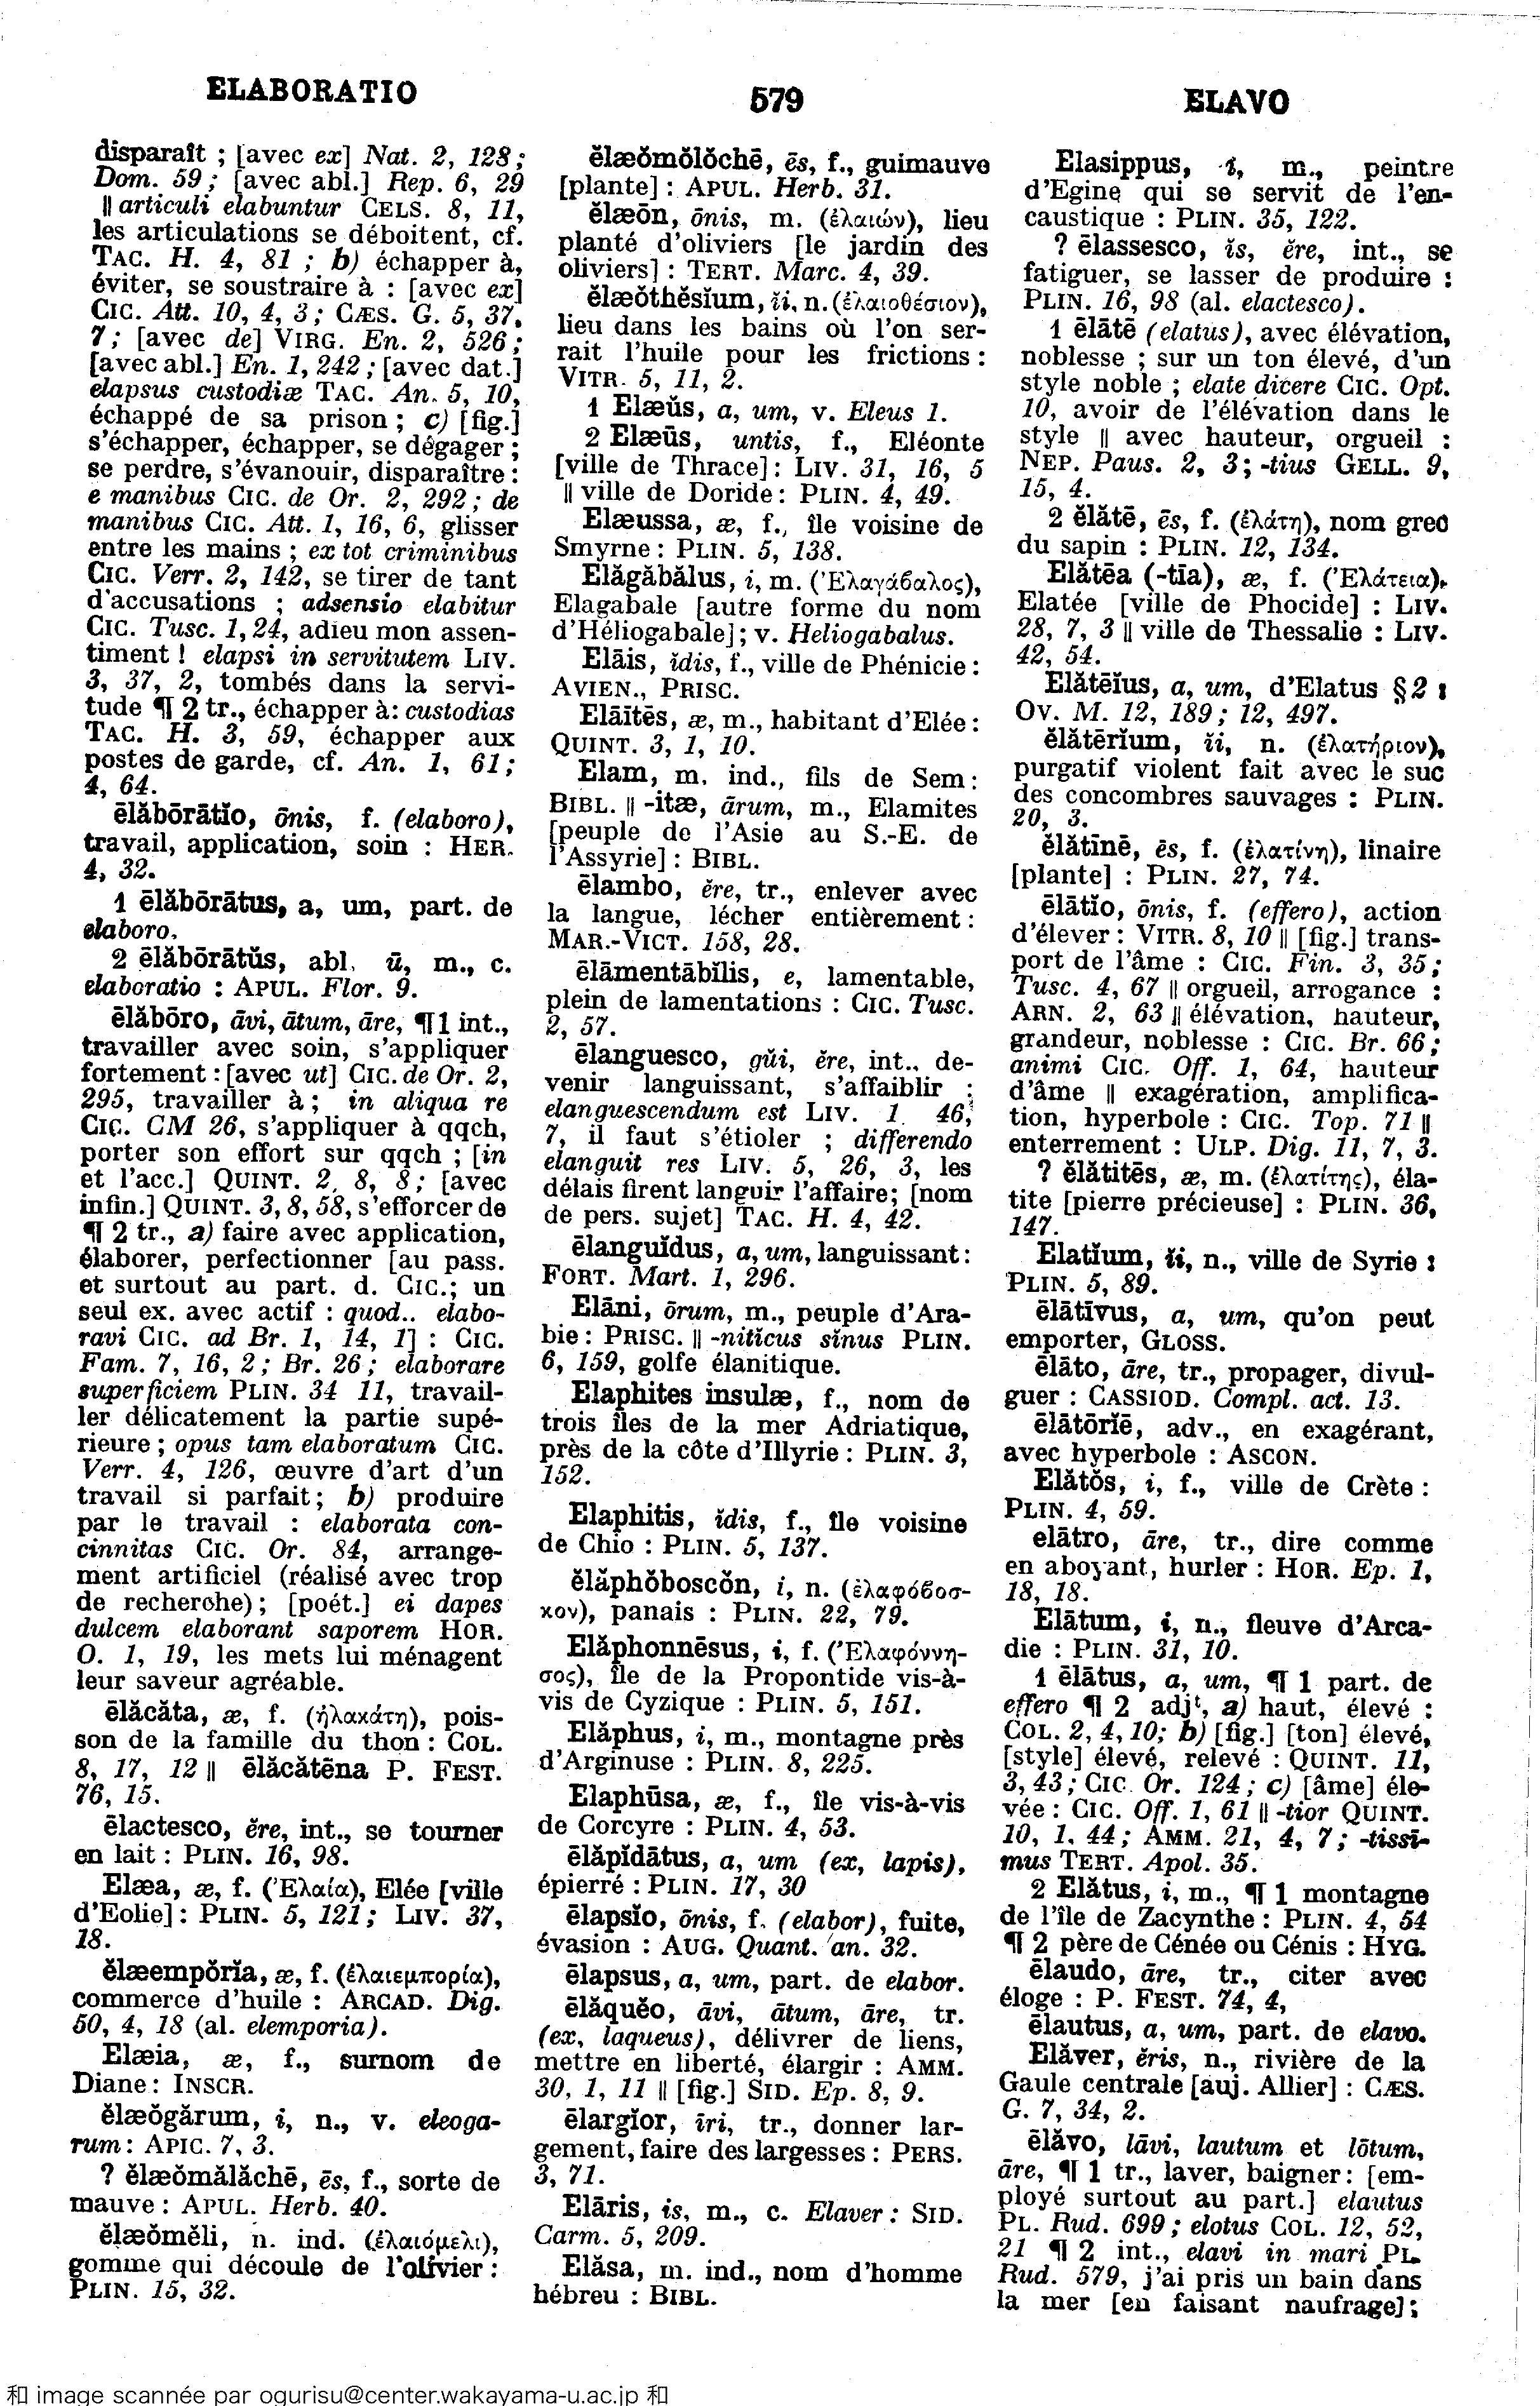 ELABORATIO
579
ELAVO
disparaît ; [avec ex] Nat. 2, 128;
Dom. 59 ; [avec abl.] Rep. 6, 29
‖ articuli elabuntur CELS. 8, 11,
les articulations se déboitent, cf.
TAC. H. 4, 81 ; b) échapper à,
éviter, se soustraire à : [avec ex]
CIC. Att. 10, 4, 3 ; CÆS. G. 5, 37,
7 ; [avec de] VIRG. En. 2, 526 ;
[avec abl.] En. 1, 242 ; [avec dat.]
elapsus custodiæ TAC. An. 5, 10,
échappé de sa prison ; c) [fig.]
s'échapper, échapper, se dégager ;
se perdre, s'évanouir, disparaître :
e manibus CIC. de Or. 2, 292 ; de
manibus CIC. Att. 1, 16, 6, glisser
entre les mains ; ex tot criminibus
CIC. Verr. 2, 142, se tirer de tant
d'accusations ; adsensio elabitur
CIC. Tusc. 1, 24, adieu mon assen-
timent ! elapsi in servitutem LIV.
3, 37, 2, tombés dans la servi-
tude ¶ 2 tr., échapper à: custodias
TAC. H. 3, 59, échapper aux
postes de garde, cf. An. 1, 61 ;
4, 64.
ēlăbōrātĭo, ōnis, f. (elaboro),
travail, application, soin : HER.
4, 32.
1 ēlăbōrātus, a, um, part. de
elaboro.
2 ēlăbōrātŭs, abl. ū, m., c.
elaboratio : APUL. Flor. 9.
ēlăbōro, āvi, ātum, āre, ¶ 1 int.,
travailler avec soin, s'appliquer
fortement : [avec ut] CIC. de Or. 2,
295, travailler à ; in aliqua re
CIC. CM 26, s'appliquer à qqch,
porter son effort sur qqch ; [in
et l'acc.] QUINT. 2, 8, 8 ; [avec
infin.] QUINT. 3, 8, 58, s'efforcer de
¶ 2 tr., a) faire avec application,
élaborer, perfectionner [au pass.
et surtout au part. d. CIC.; un
seul ex. avec actif : quod.. elabo-
ravi CIC. ad Br. 1, 14, 1] : CIC.
Fam. 7, 16, 2 ; Br. 26 ; elaborare
superficiem PLIN. 34 11, travail-
ler délicatement la partie supé-
rieure ; opus tam elaboratum CIC.
Verr. 4, 126, œuvre d'art d'un
travail si parfait ; b) produire
par le travail : elaborata con-
cinnitas CIC. Or. 84, arrange-
ment artificiel (réalisé avec trop
de recherche) ; [poét.] ei dapes
dulcem elaborant saporem HOR.
O. 1, 19, les mets lui ménagent
leur saveur agréable.
ēlăcăta, æ, f. (ἠλακάτη), pois-
son de la famille du thon : COL.
8, 17, 12 ‖ ēlăcătēna P. FEST.
76, 15.
ēlactesco, ĕre, int., se tourner
en lait : PLIN. 16, 98.
Elæa, æ, f. (Ἐλαία), Elée [ville
d'Eolie] : PLIN. 5, 121 ; LIV. 37,
18.
ĕlæempŏrĭa, æ, f. (ἐλαιεμπορία),
commerce d'huile : ARCAD. Dig.
50, 4, 18 (al. elemporia).
Elæia, æ, f., surnom de
Diane : INSCR.
ĕlæŏgărum, i, n., v. eleoga-
rum : APIC. 7, 3.
? ĕlæŏmălăchē, ēs, f., sorte de
mauve : APUL. Herb. 40.
ĕlæŏmĕli, n. ind. (ἐλαιόμελι),
gomme qui découle de l'olivier :
PLIN. 15, 32.
ĕlæŏmŏlŏchē, ēs, f., guimauve
[plante] : APUL. Herb. 31.
ĕlæōn, ōnis, m. (ἐλαιών), lieu
planté d'oliviers [le jardin des
oliviers] : TERT. Marc. 4, 39.
ĕlæŏthĕsĭum, ĭi, n. (ἐλαιοθέσιον),
lieu dans les bains où l'on ser-
rait l'huile pour les frictions :
VITR. 5, 11, 2.
1 Elæŭs, a, um, v. Eleus 1.
2 Elæūs, untis, f., Eléonte
[ville de Thrace] : LIV. 31, 16, 5
‖ ville de Doride : PLIN. 4, 49.
Elæussa, æ, f., île voisine de
Smyrne : PLIN. 5, 138.
Elăgăbălus, i, m. (Ἐλαγάβαλος),
Elagabale [autre forme du nom
d'Héliogabale] ; v. Heliogabalus.
Elāis, ĭdis, f., ville de Phénicie :
AVIEN., PRISC.
Elāītēs, æ, m., habitant d'Elée :
QUINT. 3, 1, 10.
Elam, m. ind., fils de Sem :
BIBL. ‖ -itæ, ārum, m., Elamites
[peuple de l'Asie au S.-E. de
l'Assyrie] : BIBL.
ēlambo, ĕre, tr., enlever avec
la langue, lécher entièrement :
MAR.-VICT. 158, 28.
ēlāmentābĭlis, e, lamentable,
plein de lamentations : CIC. Tusc.
2, 57.
ēlanguesco, gŭi, ĕre, int., de-
venir languissant, s'affaiblir :
elanguescendum est LIV. 1 46,
7, il faut s'étioler ; differendo
elanguit res LIV. 5, 26, 3, les
délais firent languir l'affaire; [nom
de pers. sujet] TAC. H. 4, 42.
ēlanguĭdus, a, um, languissant :
FORT. Mart. 1, 296.
Elāni, ōrum, m., peuple d'Ara-
bie : PRISC. ‖ -nitĭcus sĭnus PLIN.
6, 159, golfe élanitique.
Elaphites insulæ, f., nom de
trois îles de la mer Adriatique,
près de la côte d'Illyrie : PLIN. 3,
152.
Elaphitis, ĭdis, f., île voisine
de Chio : PLIN. 5, 137.
ĕlăphŏboscŏn, i, n. (ἐλαφόβοσ-
κον), panais : PLIN. 22, 79.
Elăphonnēsus, i, f. (Ἐλαφόννη-
σος), île de la Propontide vis-à-
vis de Cyzique : PLIN. 5, 151.
Elăphus, i, m., montagne près
d'Arginuse : PLIN. 8, 225.
Elaphūsa, æ, f., île vis-à-vis
de Corcyre : PLIN. 4, 53.
ēlăpĭdātus, a, um (ex, lapis),
épierré : PLIN. 17, 30
ēlapsĭo, ōnis, f. (elabor), fuite,
évasion : AUG. Quant. an. 32.
ēlapsus, a, um, part. de elabor.
ēlăquĕo, āvi, ātum, āre, tr.
(ex, laqueus), délivrer de liens,
mettre en liberté, élargir : AMM.
30, 1, 11 ‖ [fig.] SID. Ep. 8, 9.
ēlargĭor, īri, tr., donner lar-
gement, faire des largesses : PERS.
3, 71.
Elāris, is, m., c. Elaver : SID.
Carm. 5, 209.
Elăsa, m. ind., nom d'homme
hébreu : BIBL.
Elasippus, i, m., peintre
d'Egine qui se servit de l'en-
caustique : PLIN. 35, 122.
? ēlassesco, ĭs, ĕre, int., se
fatiguer, se lasser de produire :
PLIN. 16, 98 (al. elactesco).
1 ēlātē (elatus), avec élévation,
noblesse ; sur un ton élevé, d'un
style noble ; elate dicere CIC. Opt.
10, avoir de l'élévation dans le
style ‖ avec hauteur, orgueil :
NEP. Paus. 2, 3 ; -tius GELL. 9,
15, 4.
2 ĕlătē, ēs, f. (ἐλάτη), nom grec
du sapin : PLIN. 12, 134.
Elătēa (-tīa), æ, f. (Ἐλάτεια),
Elatée [ville de Phocide] : LIV.
28, 7, 3 ‖ ville de Thessalie : LIV.
42, 54.
Elătēĭus, a, um, d'Elatus § 2 :
OV. M. 12, 189 ; 12, 497.
ĕlătērĭum, ĭi, n. (ἐλατήριον),
purgatif violent fait avec le suc
des concombres sauvages : PLIN.
20, 3.
ĕlătīnē, ēs, f. (ἐλατίνη), linaire
[plante] : PLIN. 27, 74.
ēlātĭo, ōnis, f. (effero), action
d'élever : VITR. 8, 10 ‖ [fig.] trans-
port de l'âme : CIC. Fin. 3, 35 ;
Tusc. 4, 67 ‖ orgueil, arrogance :
ARN. 2, 63 ‖ élévation, hauteur,
grandeur, noblesse : CIC. Br. 66 ;
animi CIC. Off. 1, 64, hauteur
d'âme ‖ exagération, amplifica-
tion, hyperbole : CIC. Top. 71 ‖
enterrement : ULP. Dig. 11, 7, 3.
? ĕlătitēs, æ, m. (ἐλατίτης), éla-
tite [pierre précieuse] : PLIN. 36,
147.
Elatĭum, ĭi, n., ville de Syrie :
PLIN. 5, 89.
ēlātīvus, a, um, qu'on peut
emporter, GLOSS.
ēlāto, āre, tr., propager, divul-
guer : CASSIOD. Compl. act. 13.
ēlātōrĭē, adv., en exagérant,
avec hyperbole : ASCON.
Elătŏs, i, f., ville de Crète :
PLIN. 4, 59.
elātro, āre, tr., dire comme
en aboyant, hurler : HOR. Ep. 1,
18, 18.
Elātum, i, n., fleuve d'Arca-
die : PLIN. 31, 10.
1 ēlātus, a, um, ¶ 1 part. de
effero ¶ 2 adjᵗ, a) haut, élevé :
COL. 2, 4, 10; b) [fig.] [ton] élevé,
[style] élevé, relevé : QUINT. 11,
3, 43 ; CIC. Or. 124 ; c) [âme] éle-
vée : CIC. Off. 1, 61 ‖ -tior QUINT.
10, 1, 44 ; AMM. 21, 4, 7 ; -tissi-
mus TERT. Apol. 35.
2 Elătus, i, m., ¶ 1 montagne
de l'île de Zacynthe : PLIN. 4, 54
¶ 2 père de Cénée ou Cénis : HYG.
ēlaudo, āre, tr., citer avec
éloge : P. FEST. 74, 4,
ēlautus, a, um, part. de elavo.
Elăver, ĕris, n., rivière de la
Gaule centrale [auj. Allier] : CÆS.
G. 7, 34, 2.
ēlăvo, lāvi, lautum et lōtum,
āre, ¶ 1 tr., laver, baigner : [em-
ployé surtout au part.] elautus
PL. Rud. 699 ; elotus COL. 12, 52,
21 ¶ 2 int., elavi in mari PL.
Rud. 579, j'ai pris un bain dans
la mer [en faisant naufrage] ;
和 image scannée par ogurisu@center.wakayama-u.ac.jp 和